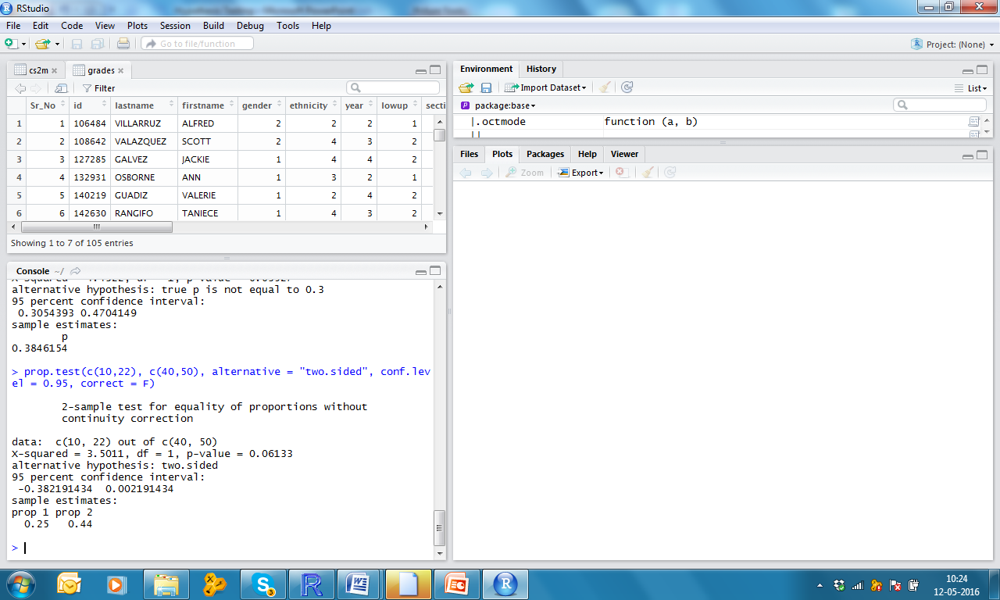 RStudio
File Edit Code View Plots Session Build Debug Tools Help
Go to file/function
Project: (None)
cs2m grades
Filter
Sr_No id lastname firstname gender ethnicity year lowup secti
1 1 106484 VILLARRUZ ALFRED 2 2 2 1
2 2 108642 VALAZQUEZ SCOTT 2 4 3 2
3 3 127285 GALVEZ JACKIE 1 4 4 2
4 4 132931 OSBORNE ANN 1 3 2 1
5 5 140219 GUADIZ VALERIE 1 2 4 2
6 6 142630 RANGIFO TANIECE 1 4 3 2
Showing 1 to 7 of 105 entries
Console ~/
alternative hypothesis: true p is not equal to 0.3
95 percent confidence interval:
0.3054393 0.4704149
sample estimates:
p
0.3846154
> prop.test(c(10,22), c(40,50), alternative = "two.sided", conf.lev
el = 0.95, correct = F)
2-sample test for equality of proportions without
continuity correction
data: c(10, 22) out of c(40, 50)
X-squared = 3.5011, df = 1, p-value = 0.06133
alternative hypothesis: two.sided
95 percent confidence interval:
-0.382191434 0.002191434
sample estimates:
prop 1 prop 2
0.25 0.44
>
Environment History
Import Dataset List
package:base
|.octmode function (a, b)
Files Plots Packages Help Viewer
Zoom Export
3
10:24
12-05-2016